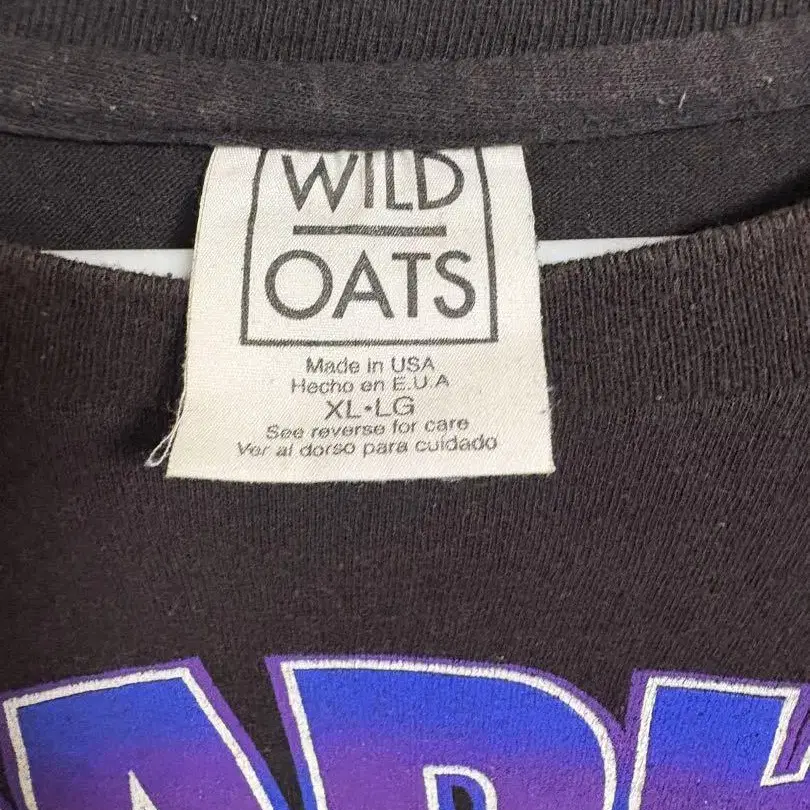 WILD
OATS
Made in USA
Hecho en E.U.A
XL•LG
See reverse for care
Ver al dorso para cuidado